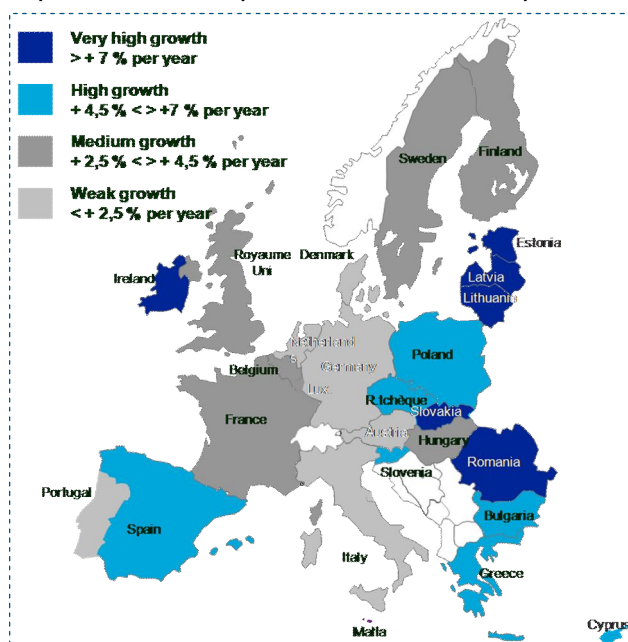 Very high growth
> + 7 % per year
High growth
+ 4,5 % < > +7 % per year
Medium growth
+ 2,5 % < > + 4,5 % per year
Weak growth
< + 2,5 % per year
Sweden
Finland
Estonia
Royaume
Uni
Denmark
Ireland
Latvia
Lithuanie
Netherland
s
Poland
Belgium
Germany
Lux.
R.tchèque
Slovakia
France
Austria
Hungary
Romania
Slovenia
Portugal
Spain
Bulgaria
Italy
Greece
Cyprus
Malta